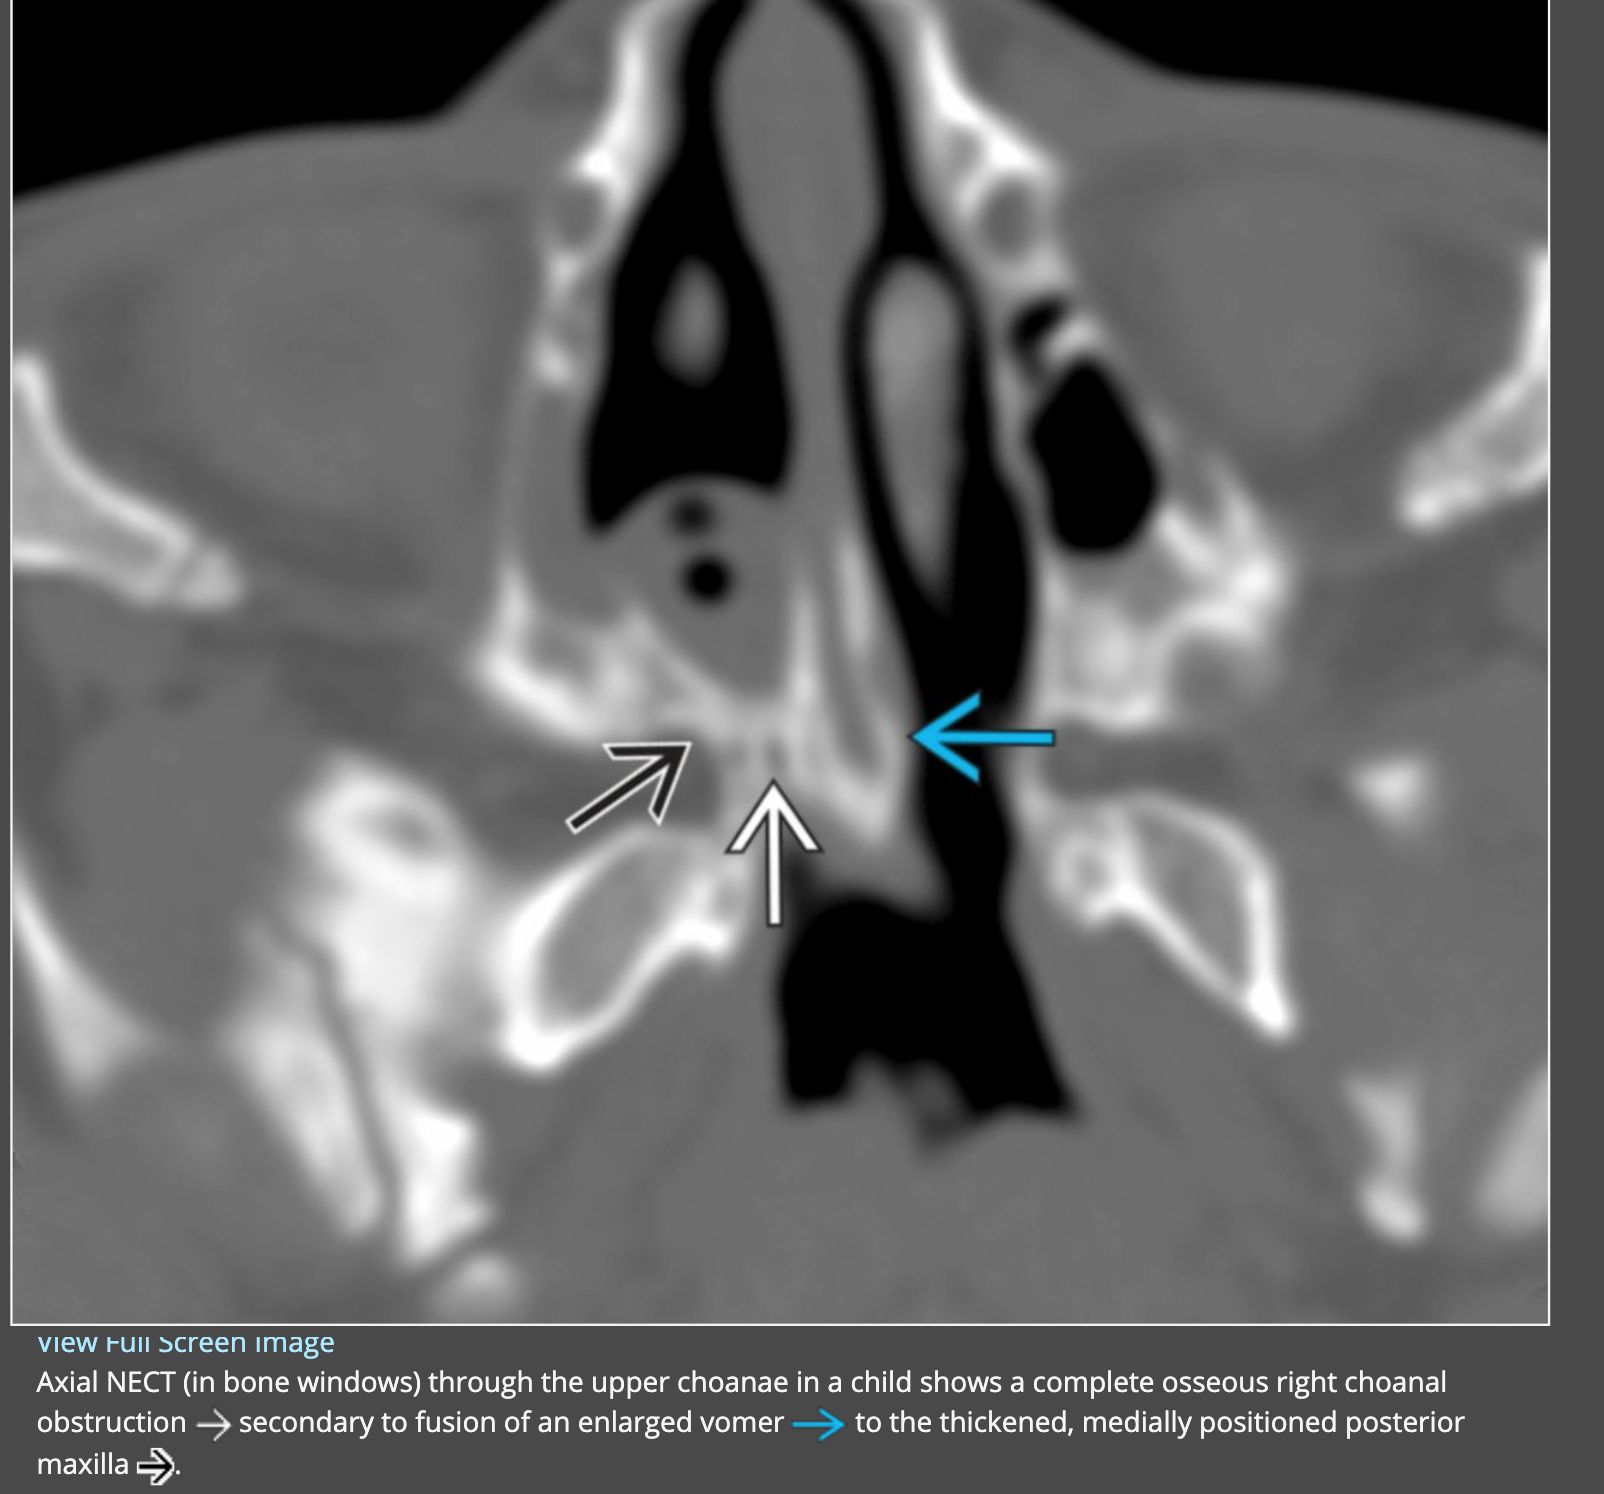 View Full Screen Image
Axial NECT (in bone windows) through the upper choanae in a child shows a complete osseous right choanal
obstruction → secondary to fusion of an enlarged vomer → to the thickened, medially positioned posterior
maxilla →.